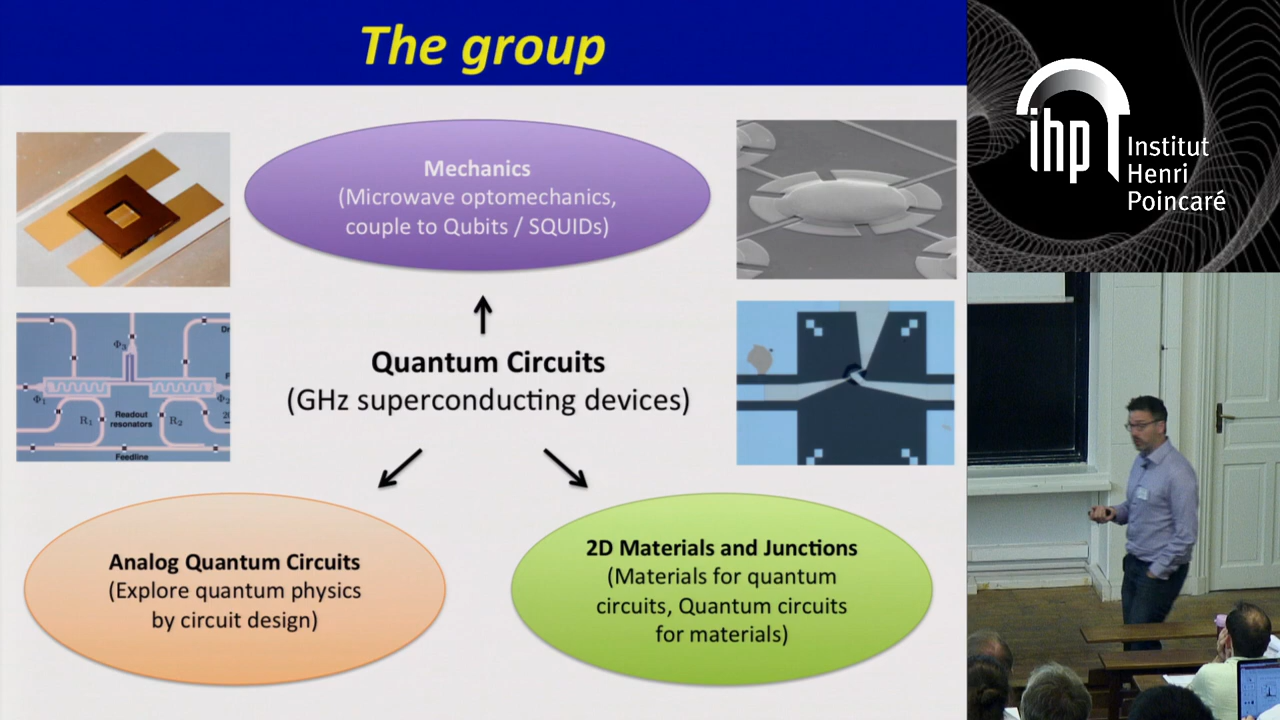 The group
Mechanics
(Microwave optomechanics,
couple to Qubits / SQUIDs)
Φ3
Φ1
R1
Readout
resonators
R2
Feedline
Quantum Circuits
(GHz superconducting devices)
Analog Quantum Circuits
(Explore quantum physics
by circuit design)
2D Materials and Junctions
(Materials for quantum
circuits, Quantum circuits
for materials)
ihp
Institut
Henri
Poincaré